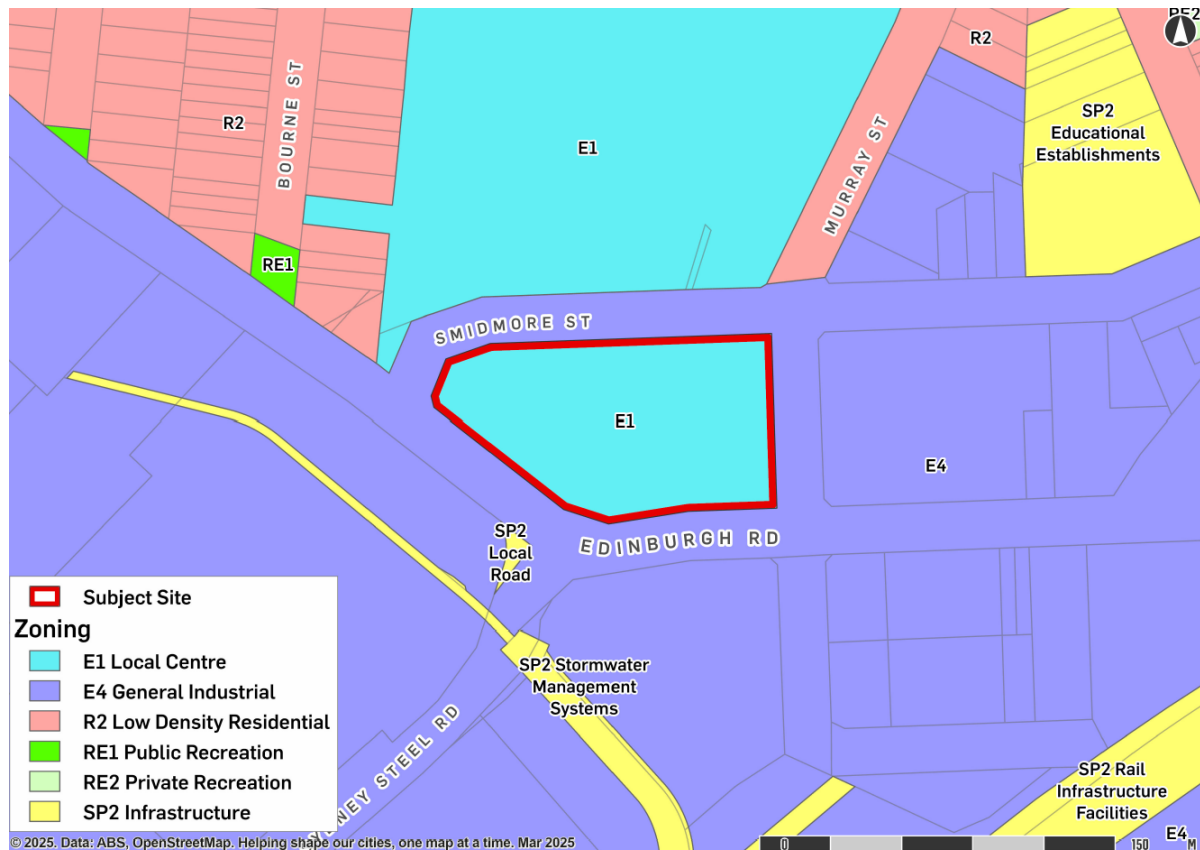 RE2
R2
R2
BOURNE ST
E1
MURRAY ST
SP2
Educational
Establishments
RE1
SMIDMORE ST
E1
E4
SP2
Local
Road
EDINBURGH RD
Subject Site
Zoning
E1 Local Centre
E4 General Industrial
R2 Low Density Residential
RE1 Public Recreation
RE2 Private Recreation
SP2 Infrastructure
SP2 Stormwater
Management
Systems
STEEL RD
SP2 Rail
Infrastructure
Facilities
E4
© 2025. Data: ABS, OpenStreetMap. Helping shape our cities, one map at a time. Mar 2025
0
150
M